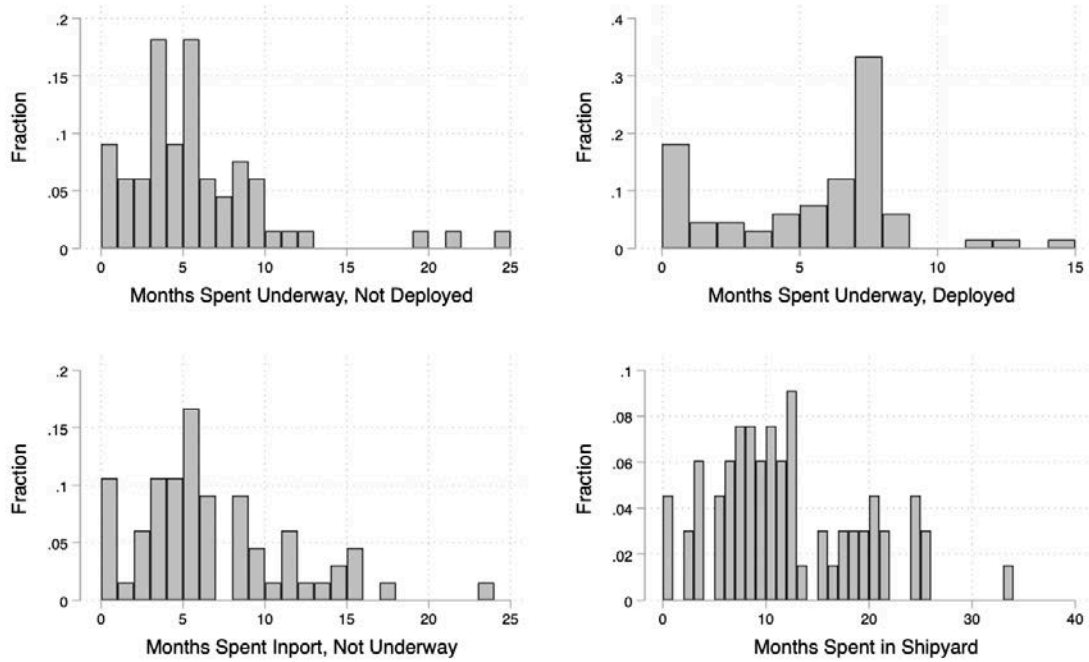 .2
.15
.1
.05
0
Fraction
0 5 10 15 20 25
Months Spent Underway, Not Deployed
.4
.3
.2
.1
0
Fraction
0 5 10 15
Months Spent Underway, Deployed
.2
.15
.1
.05
0
Fraction
0 5 10 15 20 25
Months Spent Inport, Not Underway
.1
.08
.06
.04
.02
0
Fraction
0 10 20 30 40
Months Spent in Shipyard